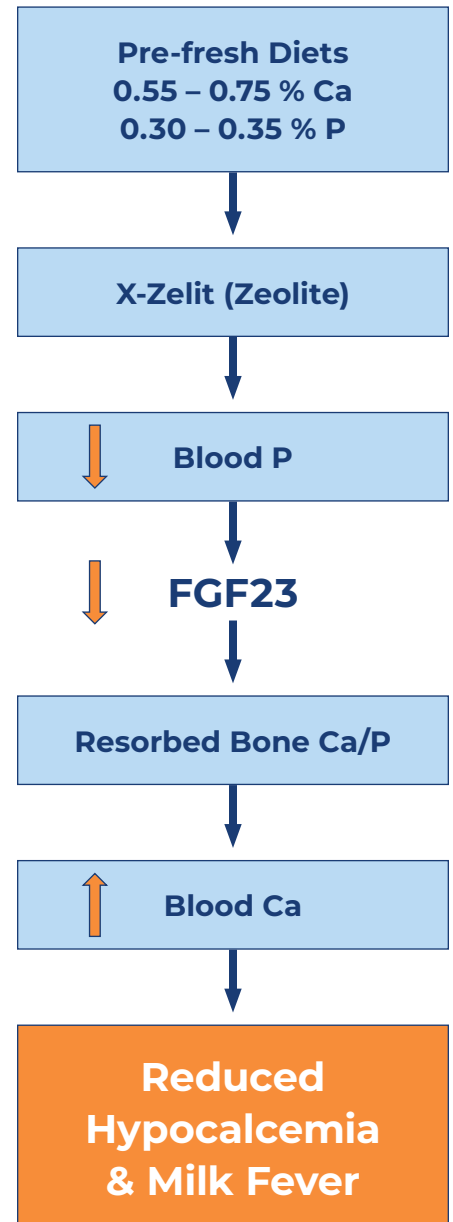 Pre-fresh Diets
0.55 – 0.75 % Ca
0.30 – 0.35 % P
X-Zelit (Zeolite)
Blood P
FGF23
Resorbed Bone Ca/P
Blood Ca
Reduced
Hypocalcemia
& Milk Fever